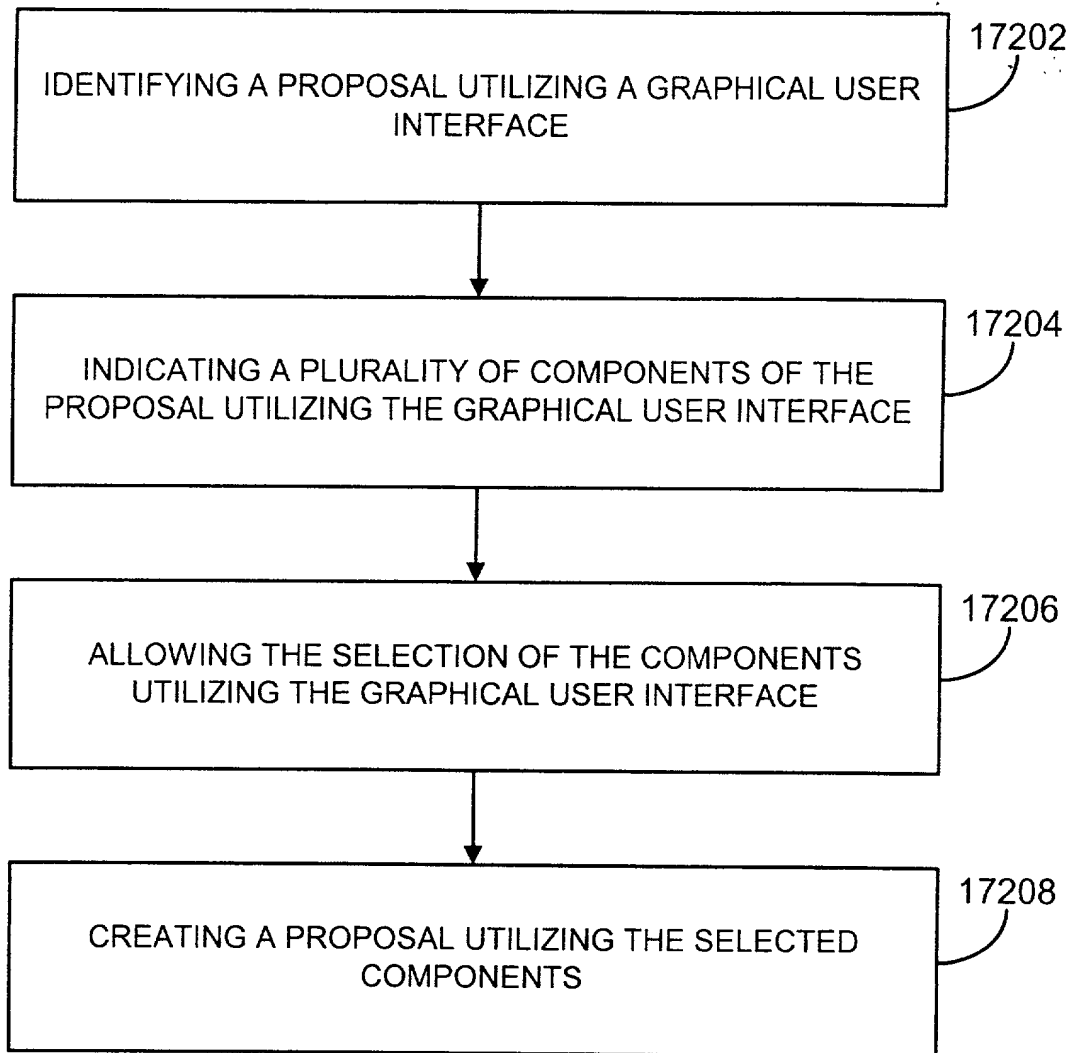 17202
IDENTIFYING A PROPOSAL UTILIZING A GRAPHICAL USER
INTERFACE
17204
INDICATING A PLURALITY OF COMPONENTS OF THE
PROPOSAL UTILIZING THE GRAPHICAL USER INTERFACE
17206
ALLOWING THE SELECTION OF THE COMPONENTS
UTILIZING THE GRAPHICAL USER INTERFACE
17208
CREATING A PROPOSAL UTILIZING THE SELECTED
COMPONENTS